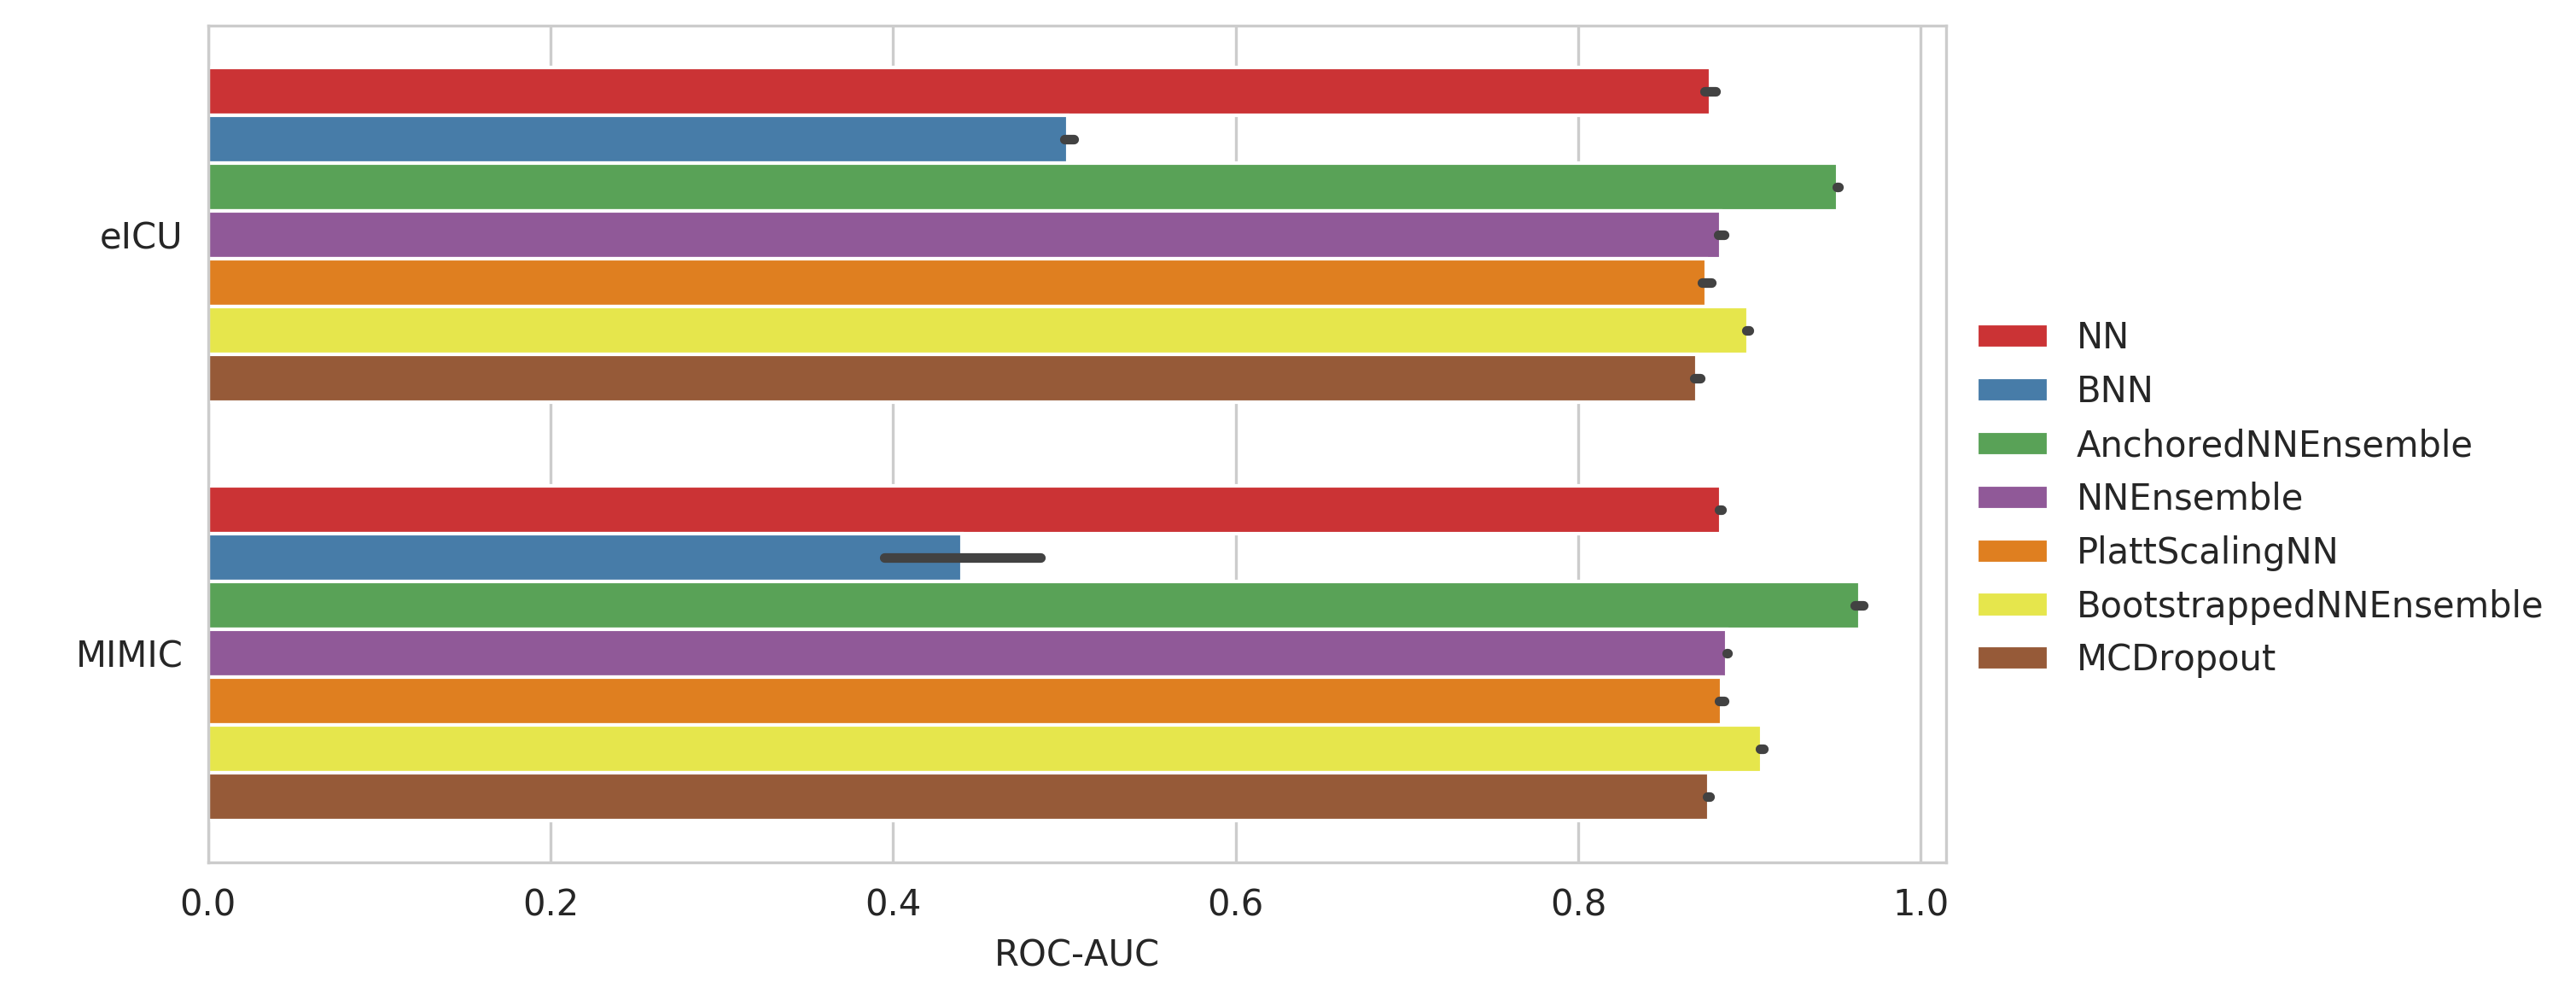 eICU
MIMIC
0.0
0.2
0.4
0.6
0.8
1.0
ROC-AUC
NN
BNN
AnchoredNNEnsemble
NNEnsemble
PlattScalingNN
BootstrappedNNEnsemble
MCDropout